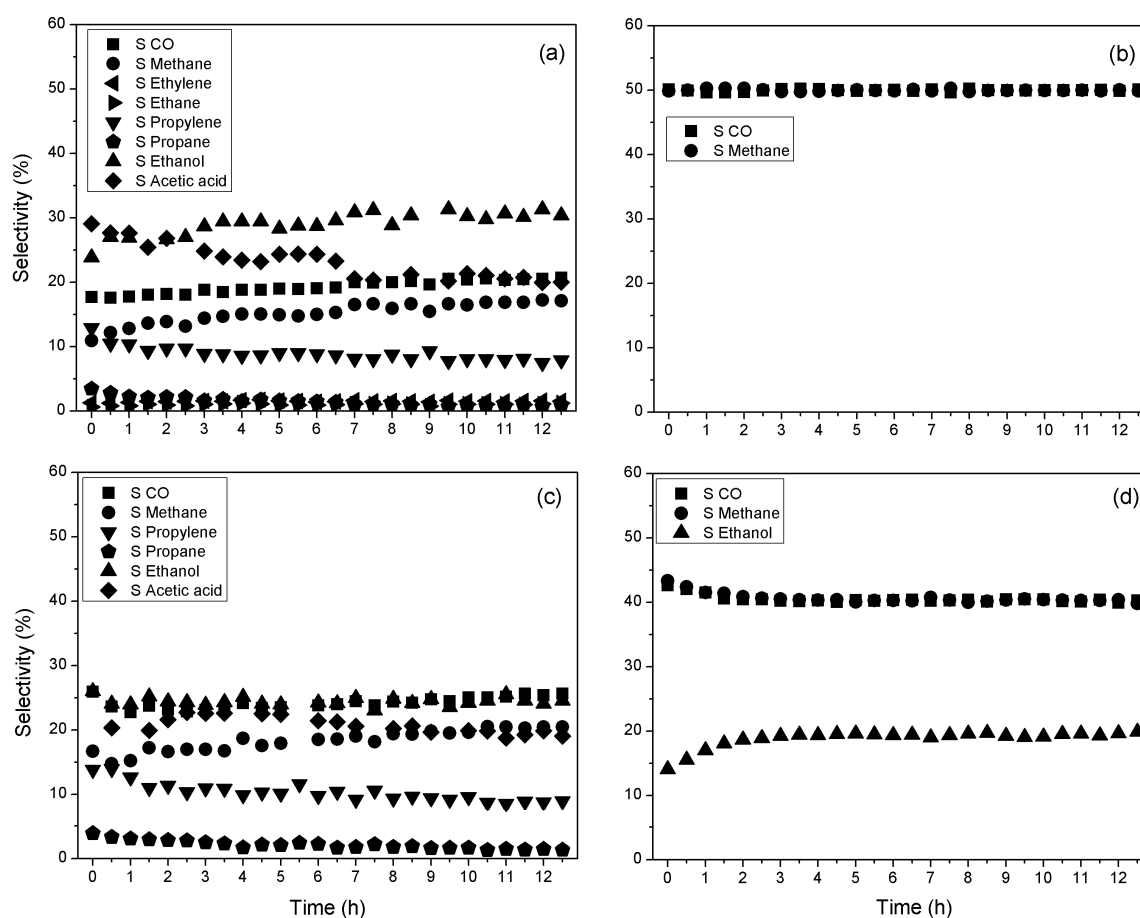 60
50
40
30
20
10
0
Selectivity (%)
S CO
S Methane
S Ethylene
S Ethane
S Propylene
S Propane
S Ethanol
S Acetic acid
(a)
0 1 2 3 4 5 6 7 8 9 10 11 12
60
50
40
30
20
10
0
S CO
S Methane
(b)
0 1 2 3 4 5 6 7 8 9 10 11 12
60
50
40
30
20
10
0
Selectivity (%)
S CO
S Methane
S Propylene
S Propane
S Ethanol
S Acetic acid
(c)
0 1 2 3 4 5 6 7 8 9 10 11 12
Time (h)
60
50
40
30
20
10
0
S CO
S Methane
S Ethanol
(d)
0 1 2 3 4 5 6 7 8 9 10 11 12
Time (h)